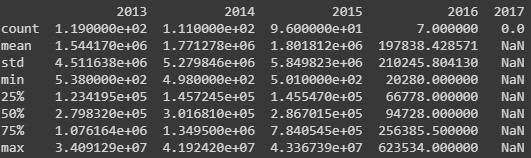 2013 2014 2015 2016 2017
count 1.190000e+02 1.110000e+02 9.600000e+01 7.000000 0.0
mean 1.544170e+06 1.771278e+06 1.801812e+06 197838.428571 NaN
std 4.511638e+06 5.279846e+06 5.849823e+06 210245.804130 NaN
min 5.380000e+02 4.980000e+02 5.010000e+02 20280.000000 NaN
25% 1.234195e+05 1.457245e+05 1.455470e+05 66778.000000 NaN
50% 2.798320e+05 3.016810e+05 2.867015e+05 94728.000000 NaN
75% 1.076164e+06 1.349500e+06 7.840545e+05 256385.500000 NaN
max 3.409129e+07 4.192420e+07 4.336739e+07 623534.000000 NaN